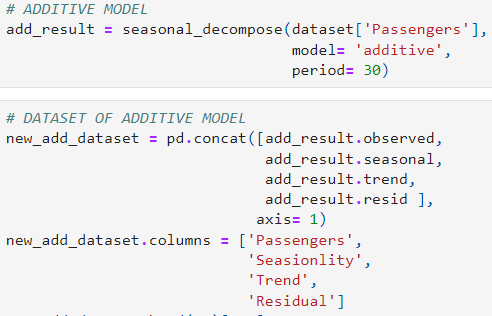 # ADDITIVE MODEL
add_result = seasonal_decompose(dataset['Passengers'],
model= 'additive',
period= 30)
# DATASET OF ADDITIVE MODEL
new_add_dataset = pd.concat([add_result.observed,
add_result.seasonal,
add_result.trend,
add_result.resid ],
axis= 1)
new_add_dataset.columns = ['Passengers',
'Seasionlity',
'Trend',
'Residual']